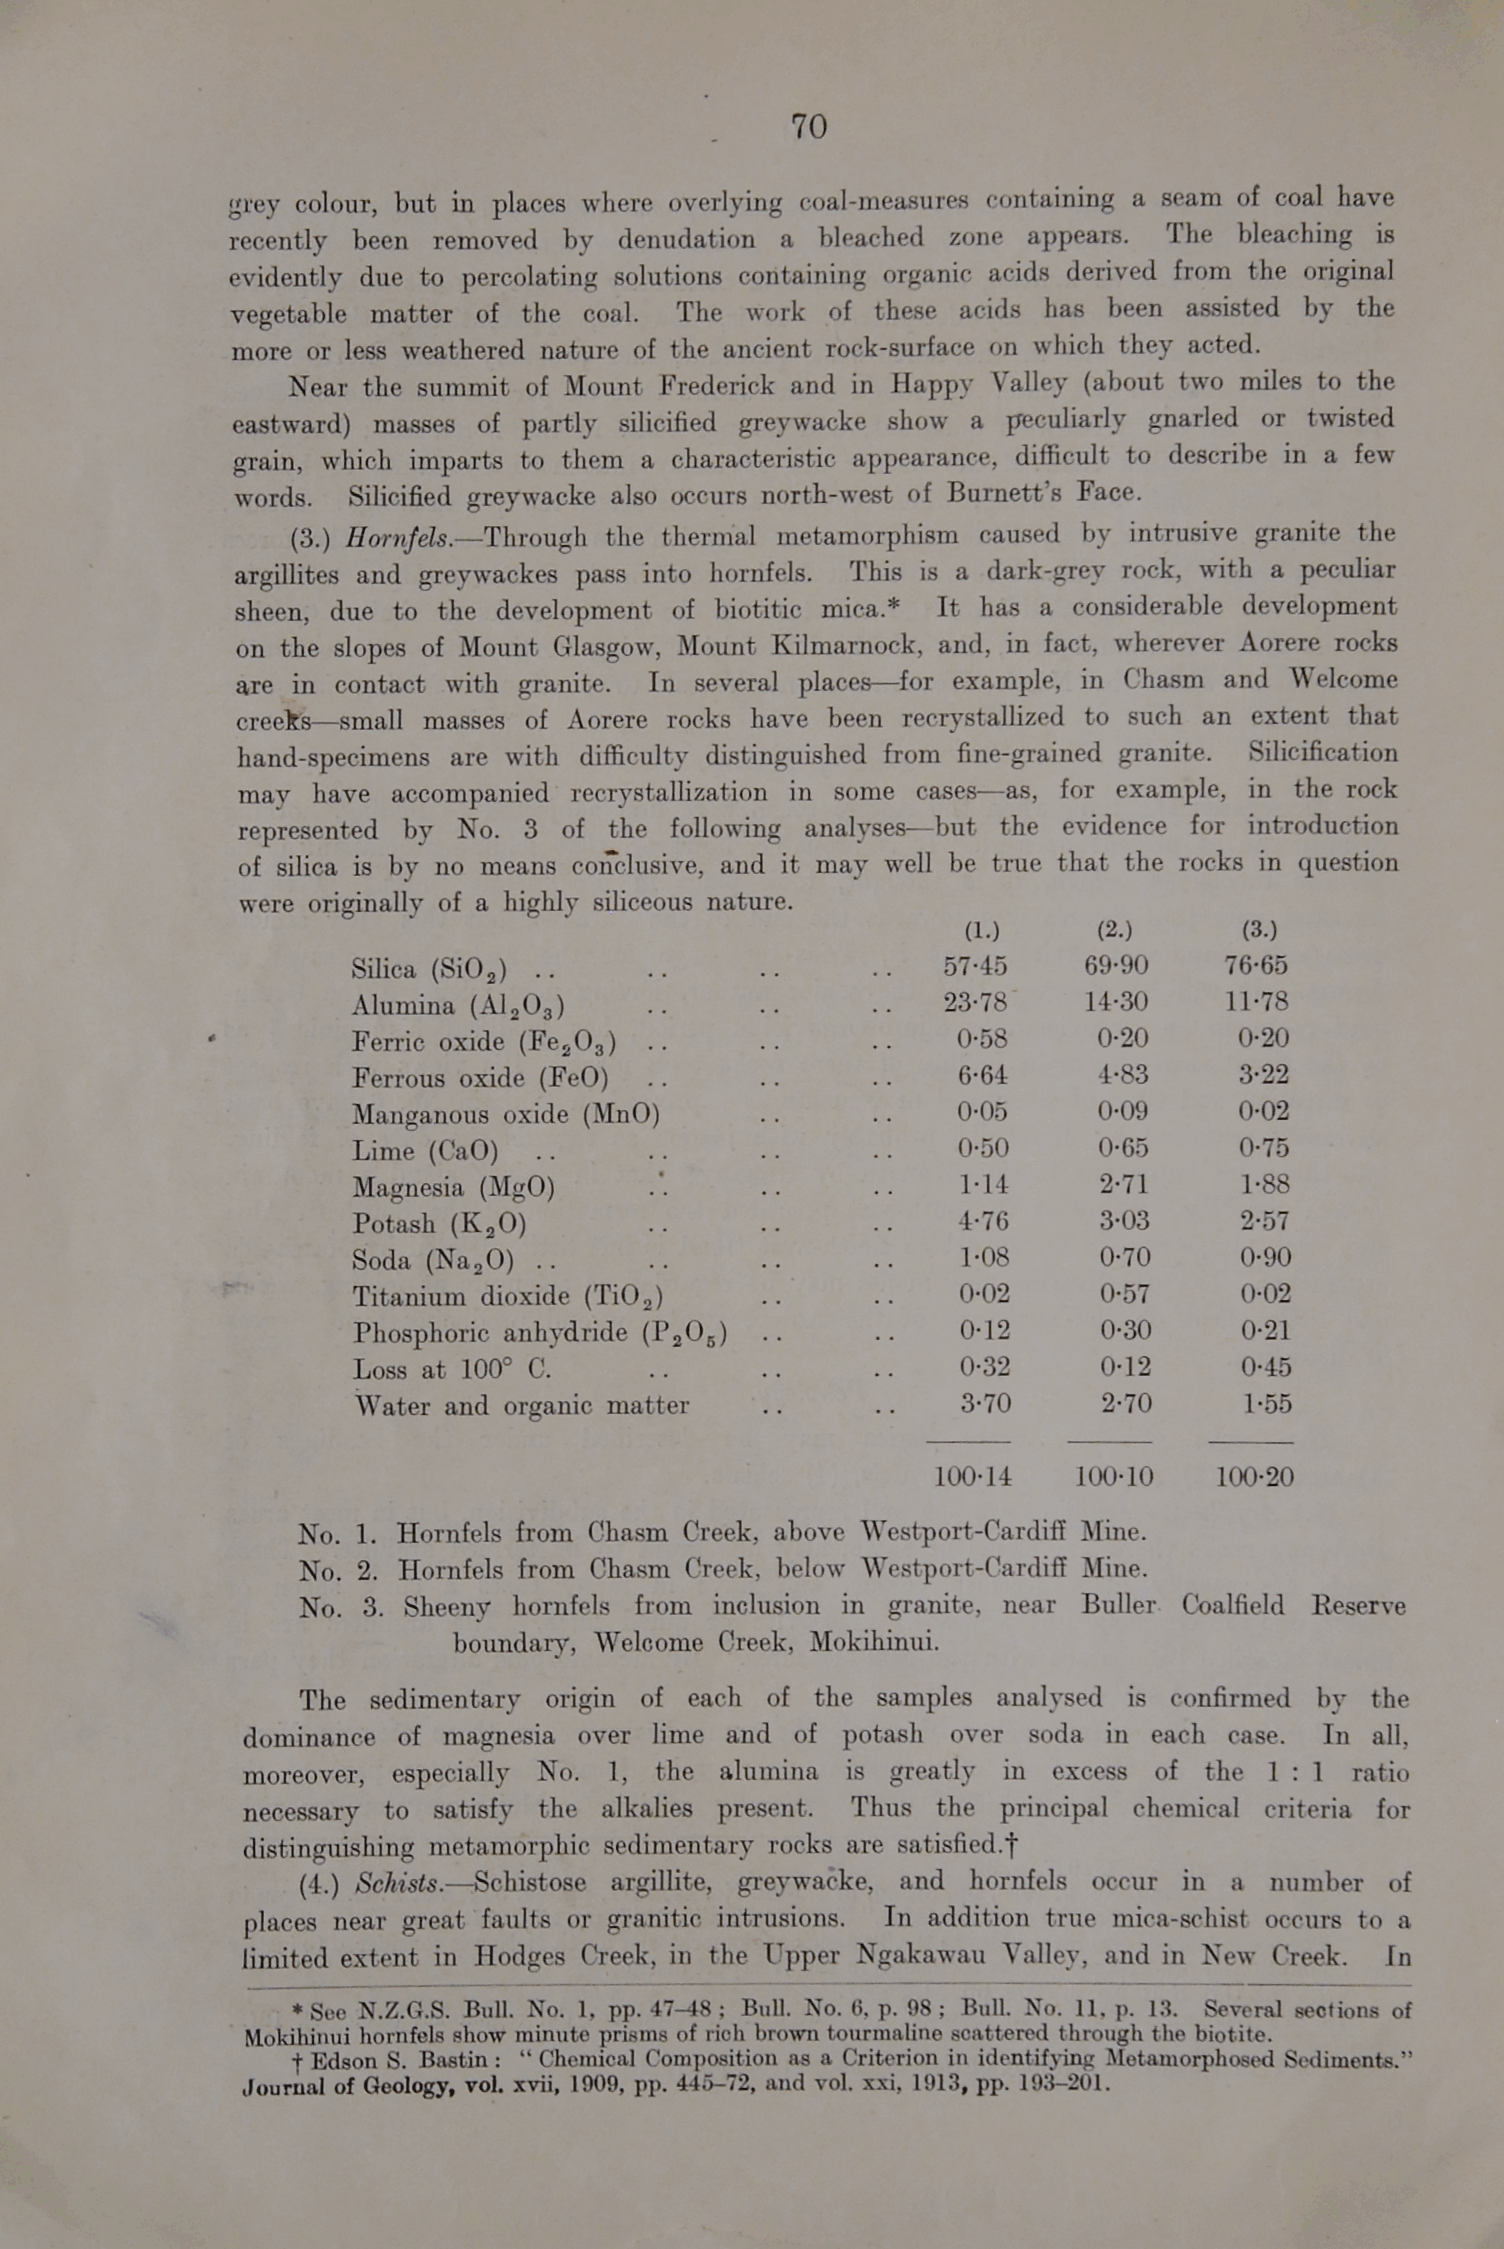 70
grey colour, but in places where overlying coal-measures containing a seam of coal have
recently been removed by denudation a bleached zone appears. The bleaching is
evidently due to percolating solutions containing organic acids derived from the original
vegetable matter of the coal. The work of these acids has been assisted by the
more or less weathered nature of the ancient rock-surface on which they acted.
Near the summit of Mount Frederick and in Happy Valley (about two miles to the
eastward) masses of partly silicified greywacke show a peculiarly gnarled or twisted
grain, which imparts to them a characteristic appearance, difficult to describe in a few
words. Silicified greywacke also occurs north-west of Burnett's Face.
(3.) Hornfels.—Through the thermal metamorphism caused by intrusive granite the
argillites and greywackes pass into hornfels. This is a dark-grey rock, with a peculiar
sheen, due to the development of biotitic mica.* It has a considerable development
on the slopes of Mount Glasgow, Mount Kilmarnock, and, in fact, wherever Aorere rocks
are in contact with granite. In several places—for example, in Chasm and Welcome
creeks—small masses of Aorere rocks have been recrystallized to such an extent that
hand-specimens are with difficulty distinguished from fine-grained granite. Silicification
may have accompanied recrystallization in some cases—as, for example, in the rock
represented by No. 3 of the following analyses—but the evidence for introduction
of silica is by no means conclusive, and it may well be true that the rocks in question
were originally of a highly siliceous nature.
(1.) (2.) (3.)
Silica (SiO₂) .. .. .. .. 57·45 69·90 76·65
Alumina (Al₂O₃) .. .. .. 23·78 14·30 11·78
Ferric oxide (Fe₂O₃) .. .. .. 0·58 0·20 0·20
Ferrous oxide (FeO) .. .. .. 6·64 4·83 3·22
Manganous oxide (MnO) .. .. 0·05 0·09 0·02
Lime (CaO) .. .. .. .. 0·50 0·65 0·75
Magnesia (MgO) .. .. .. 1·14 2·71 1·88
Potash (K₂O) .. .. .. 4·76 3·03 2·57
Soda (Na₂O) .. .. .. .. 1·08 0·70 0·90
Titanium dioxide (TiO₂) .. .. 0·02 0·57 0·02
Phosphoric anhydride (P₂O₅) .. .. 0·12 0·30 0·21
Loss at 100° C. .. .. .. 0·32 0·12 0·45
Water and organic matter .. .. 3·70 2·70 1·55
100·14 100·10 100·20
No. 1. Hornfels from Chasm Creek, above Westport-Cardiff Mine.
No. 2. Hornfels from Chasm Creek, below Westport-Cardiff Mine.
No. 3. Sheeny hornfels from inclusion in granite, near Buller Coalfield Reserve
boundary, Welcome Creek, Mokihinui.
The sedimentary origin of each of the samples analysed is confirmed by the
dominance of magnesia over lime and of potash over soda in each case. In all,
moreover, especially No. 1, the alumina is greatly in excess of the 1 : 1 ratio
necessary to satisfy the alkalies present. Thus the principal chemical criteria for
distinguishing metamorphic sedimentary rocks are satisfied.†
(4.) Schists.—Schistose argillite, greywacke, and hornfels occur in a number of
places near great faults or granitic intrusions. In addition true mica-schist occurs to a
limited extent in Hodges Creek, in the Upper Ngakawau Valley, and in New Creek. In
* See N.Z.G.S. Bull. No. 1, pp. 47–48; Bull. No. 6, p. 98; Bull. No. 11, p. 13. Several sections of
Mokihinui hornfels show minute prisms of rich brown tourmaline scattered through the biotite.
† Edson S. Bastin: "Chemical Composition as a Criterion in identifying Metamorphosed Sediments."
Journal of Geology, vol. xvii, 1909, pp. 445–72, and vol. xxi, 1913, pp. 193–201.